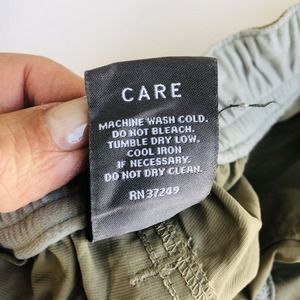 CARE
MACHINE WASH COLD.
DO NOT BLEACH.
TUMBLE DRY LOW.
COOL IRON
IF NECESSARY.
DO NOT DRY CLEAN.
RN 37249